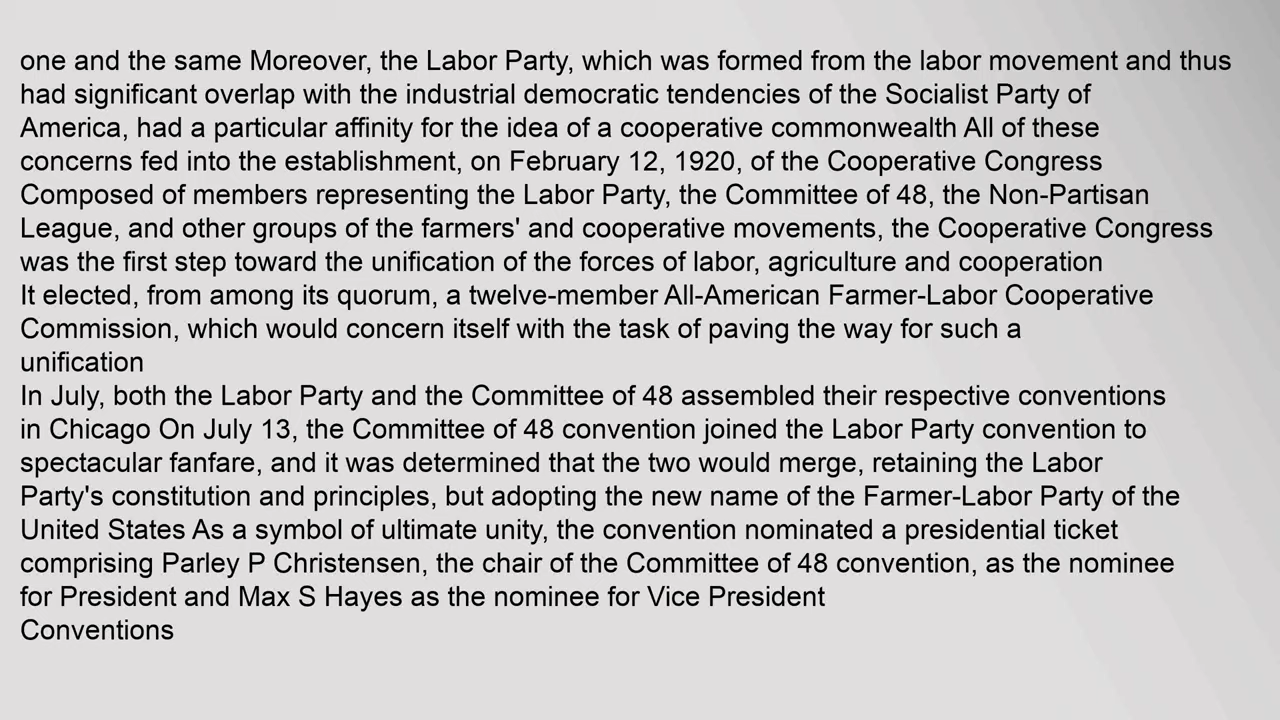 one and the same Moreover, the Labor Party, which was formed from the labor movement and thus
had significant overlap with the industrial democratic tendencies of the Socialist Party of
America, had a particular affinity for the idea of a cooperative commonwealth All of these
concerns fed into the establishment, on February 12, 1920, of the Cooperative Congress
Composed of members representing the Labor Party, the Committee of 48, the Non-Partisan
League, and other groups of the farmers' and cooperative movements, the Cooperative Congress
was the first step toward the unification of the forces of labor, agriculture and cooperation
It elected, from among its quorum, a twelve-member All-American Farmer-Labor Cooperative
Commission, which would concern itself with the task of paving the way for such a
unification
In July, both the Labor Party and the Committee of 48 assembled their respective conventions
in Chicago On July 13, the Committee of 48 convention joined the Labor Party convention to
spectacular fanfare, and it was determined that the two would merge, retaining the Labor
Party's constitution and principles, but adopting the new name of the Farmer-Labor Party of the
United States As a symbol of ultimate unity, the convention nominated a presidential ticket
comprising Parley P Christensen, the chair of the Committee of 48 convention, as the nominee
for President and Max S Hayes as the nominee for Vice President
Conventions